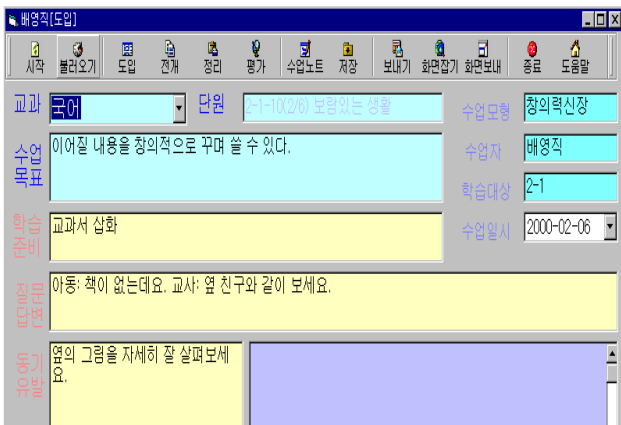 배영직[도입]
시작 불러오기 도입 전개 정리 평가 수업노트 저장 보내기 화면잡기 화면보내 종료 도움말
교과 국어 단원 2-1-10(2/6) 보람있는 생활 수업모형 창의력신장
수업 목표 이어질 내용을 창의적으로 꾸며 쓸 수 있다.
수업자 배영직
학습대상 2-1
학습 준비 교과서 삽화 수업일시 2000-02-06
질문 답변 아동: 책이 없는데요. 교사: 옆 친구와 같이 보세요.
동기 유발 옆의 그림을 자세히 잘 살펴보세
요.